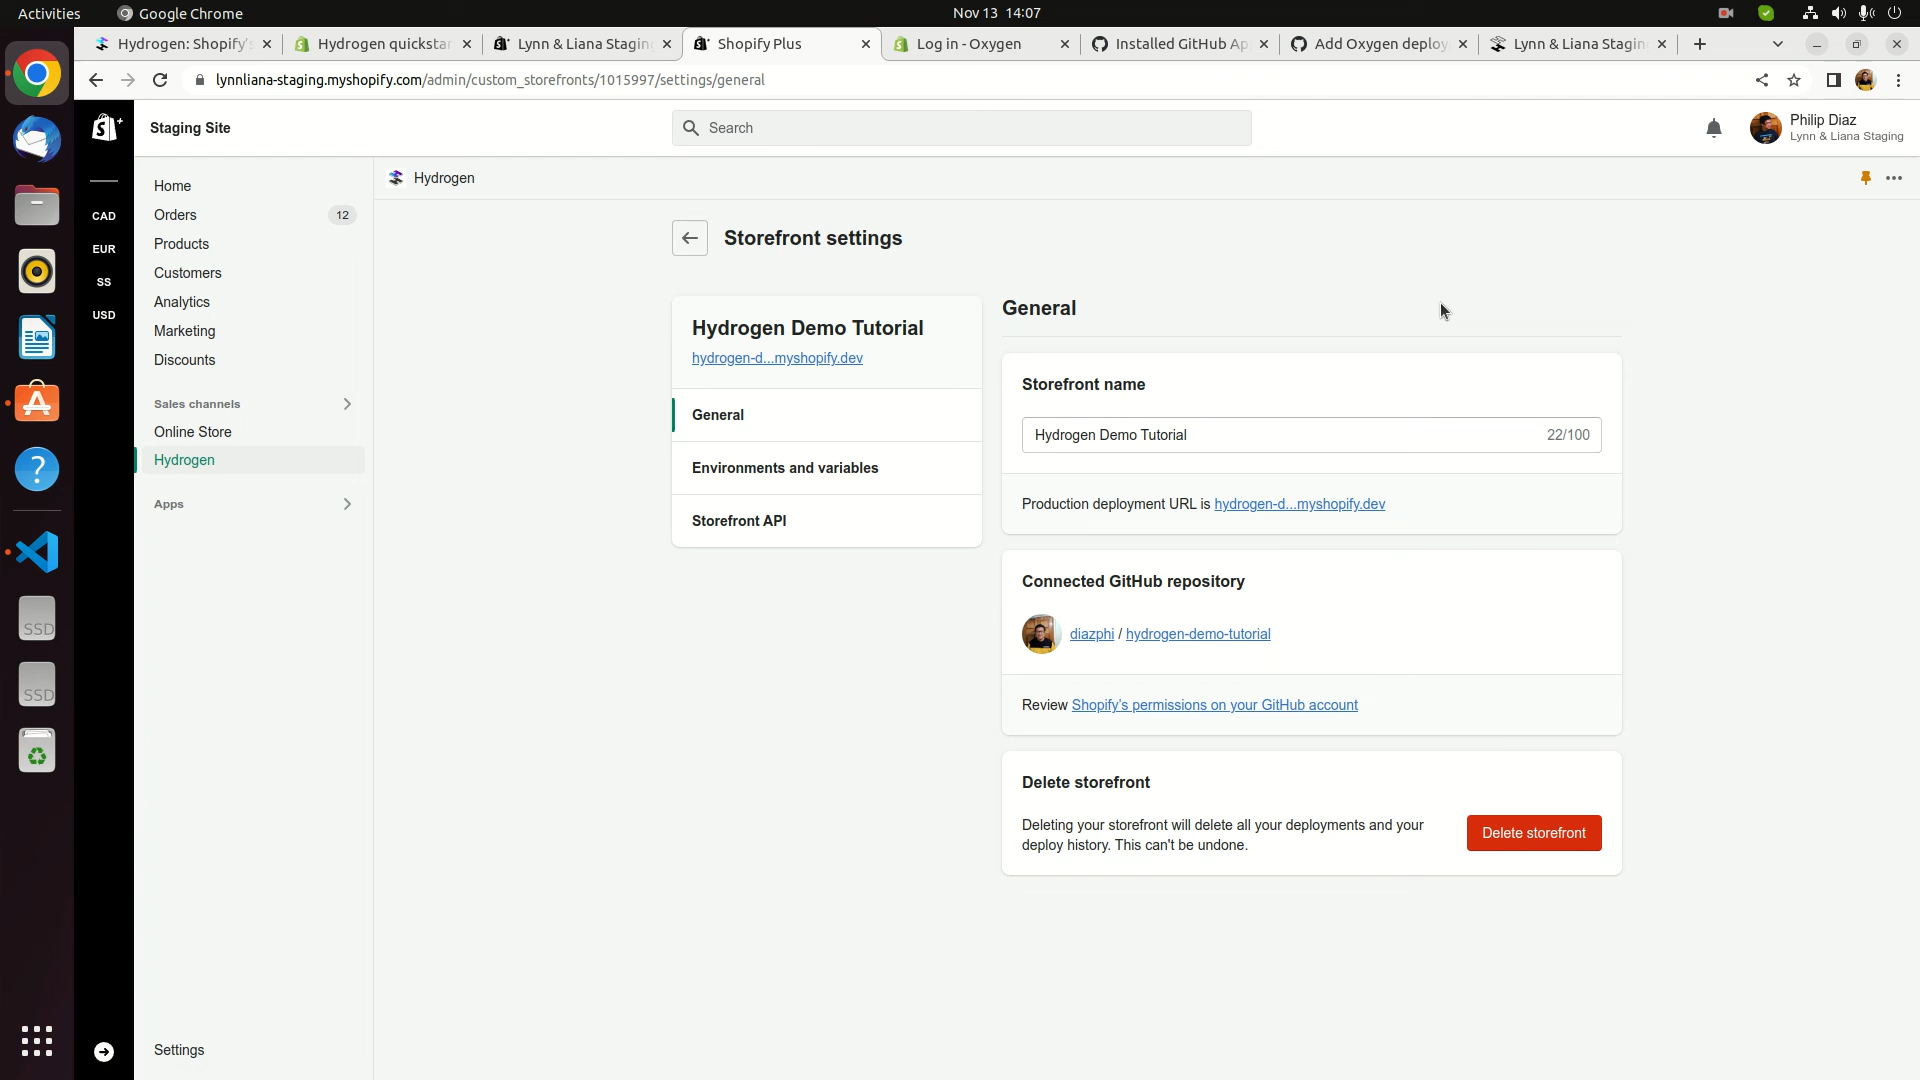 Activities
Google Chrome
Nov 13 14:07
Hydrogen: Shopify's
Hydrogen quickstar
Lynn & Liana Staging
Shopify Plus
Log in - Oxygen
Installed GitHub Ap
Add Oxygen deploy
Lynn & Liana Stagin
lynnliana-staging.myshopify.com/admin/custom_storefronts/1015997/settings/general
Staging Site
Search
Philip Diaz
Lynn & Liana Staging
CAD
EUR
SS
USD
Home
Orders 12
Products
Customers
Analytics
Marketing
Discounts
Sales channels
Online Store
Hydrogen
Apps
Settings
Hydrogen
Storefront settings
Hydrogen Demo Tutorial
hydrogen-d...myshopify.dev
General
Environments and variables
Storefront API
General
Storefront name
Hydrogen Demo Tutorial 22/100
Production deployment URL is hydrogen-d...myshopify.dev
Connected GitHub repository
diazphi / hydrogen-demo-tutorial
Review Shopify's permissions on your GitHub account
Delete storefront
Deleting your storefront will delete all your deployments and your
deploy history. This can't be undone.
Delete storefront
SSD
SSD